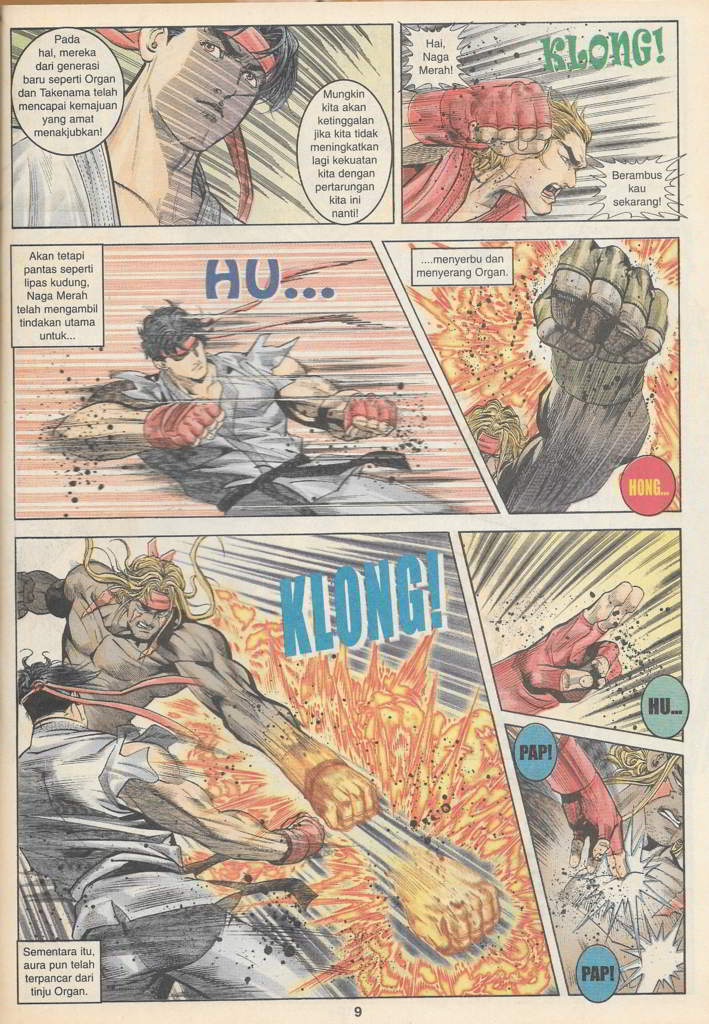 Pada
hal, mereka
dari generasi
baru seperti Organ
dan Takenama telah
mencapai kemajuan
yang amat
menakjubkan!
Mungkin
kita akan
ketinggalan
jika kita tidak
meningkatkan
lagi kekuatan
kita dengan
pertarungan
kita ini
nanti!
Hai,
Naga
Merah!
KLONG!
Berambus
kau
sekarang!
Akan tetapi
pantas seperti
lipas kudung,
Naga Merah
telah mengambil
tindakan utama
untuk...
HU...
....menyerbu dan
menyerang Organ.
HONG...
KLONG!
Sementara itu,
aura pun telah
terpancar dari
tinju Organ.
HU...
PAP!
PAP!
9